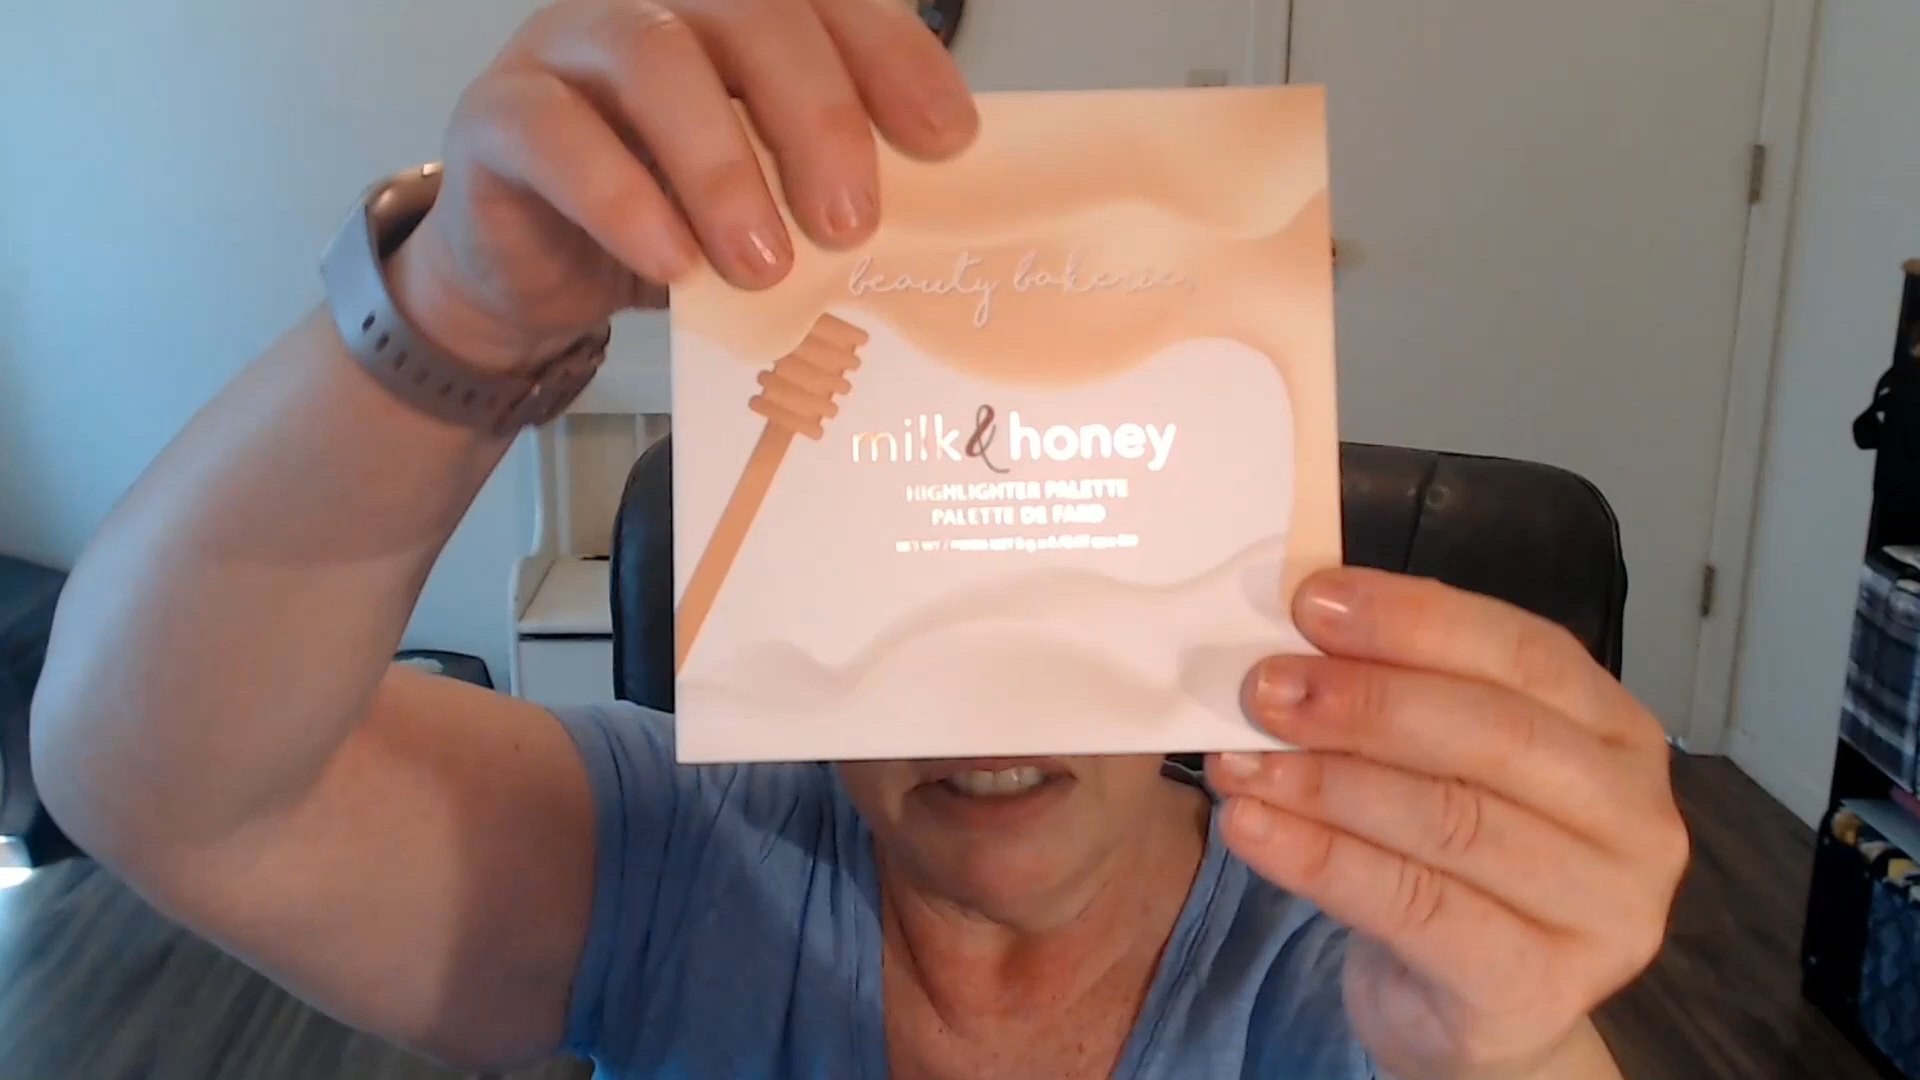 beauty bakerie
milk & honey
HIGHLIGHTER PALETTE
PALETTE DE FARD